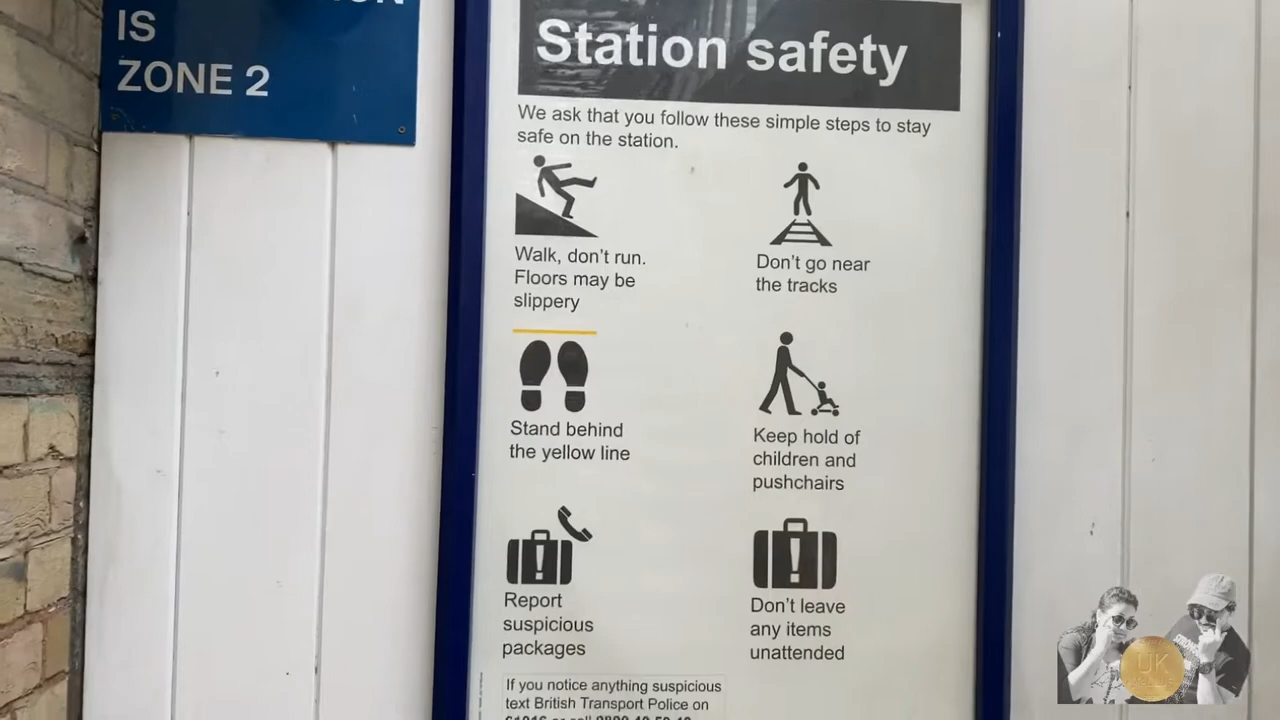 IS
ZONE 2
Station safety
We ask that you follow these simple steps to stay
safe on the station.
Walk, don't run.
Floors may be
slippery
Don't go near
the tracks
Stand behind
the yellow line
Keep hold of
children and
pushchairs
Report
suspicious
packages
Don't leave
any items
unattended
If you notice anything suspicious
text British Transport Police on
UK